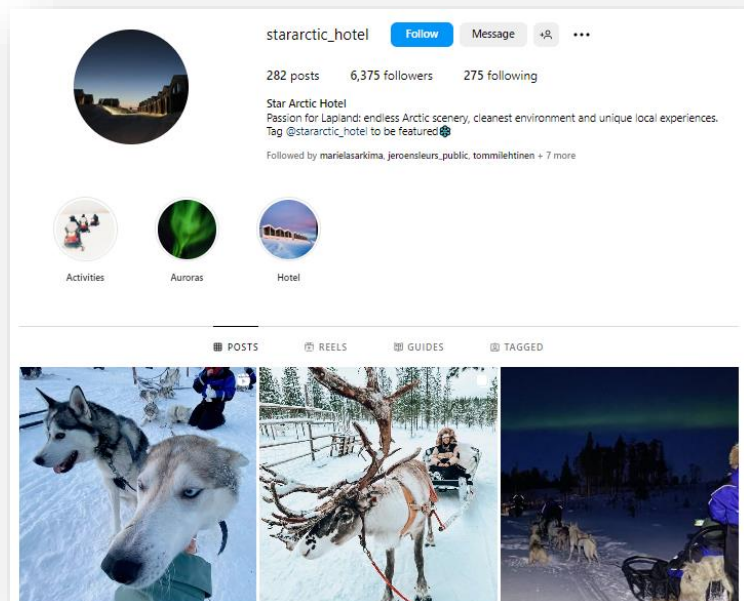 stararctic_hotel Follow Message
282 posts 6,375 followers 275 following
Star Arctic Hotel
Passion for Lapland: endless Arctic scenery, cleanest environment and unique local experiences.
Tag @stararctic_hotel to be featured
Followed by marielasarkima, jeroensleurs_public, tommilehtinen + 7 more
Activities Auroras Hotel
POSTS REELS GUIDES TAGGED